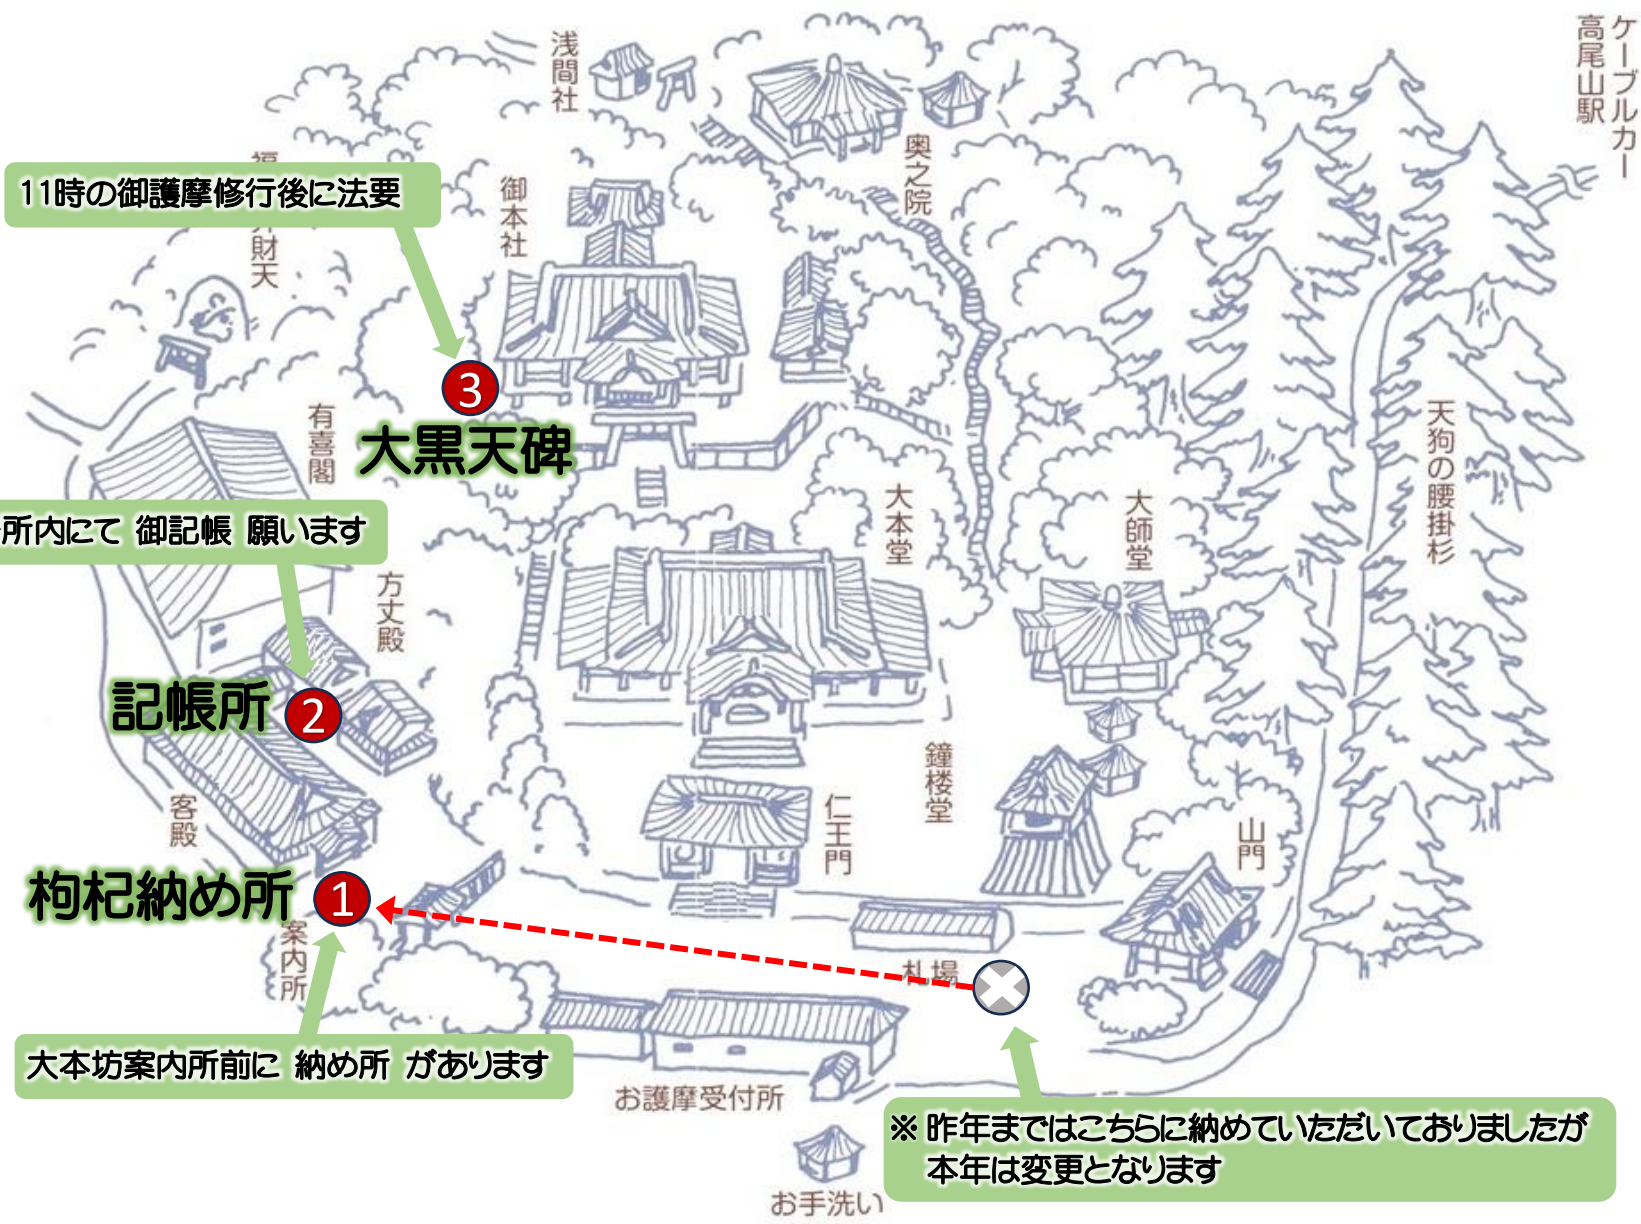 ケーブルカー
高尾山駅
浅間社
奥之院
11時の御護摩修行後に法要
御本社
財天
3
大黒天碑
有喜閣
天狗の腰掛杉
大本堂
大師堂
所内にて 御記帳 願います
方丈殿
記帳所
2
鐘楼堂
客殿
仁王門
山門
枸杞納め所
1
案内所
札場
大本坊案内所前に 納め所 があります
お護摩受付所
※ 昨年まではこちらに納めていただいておりましたが
本年は変更となります
お手洗い